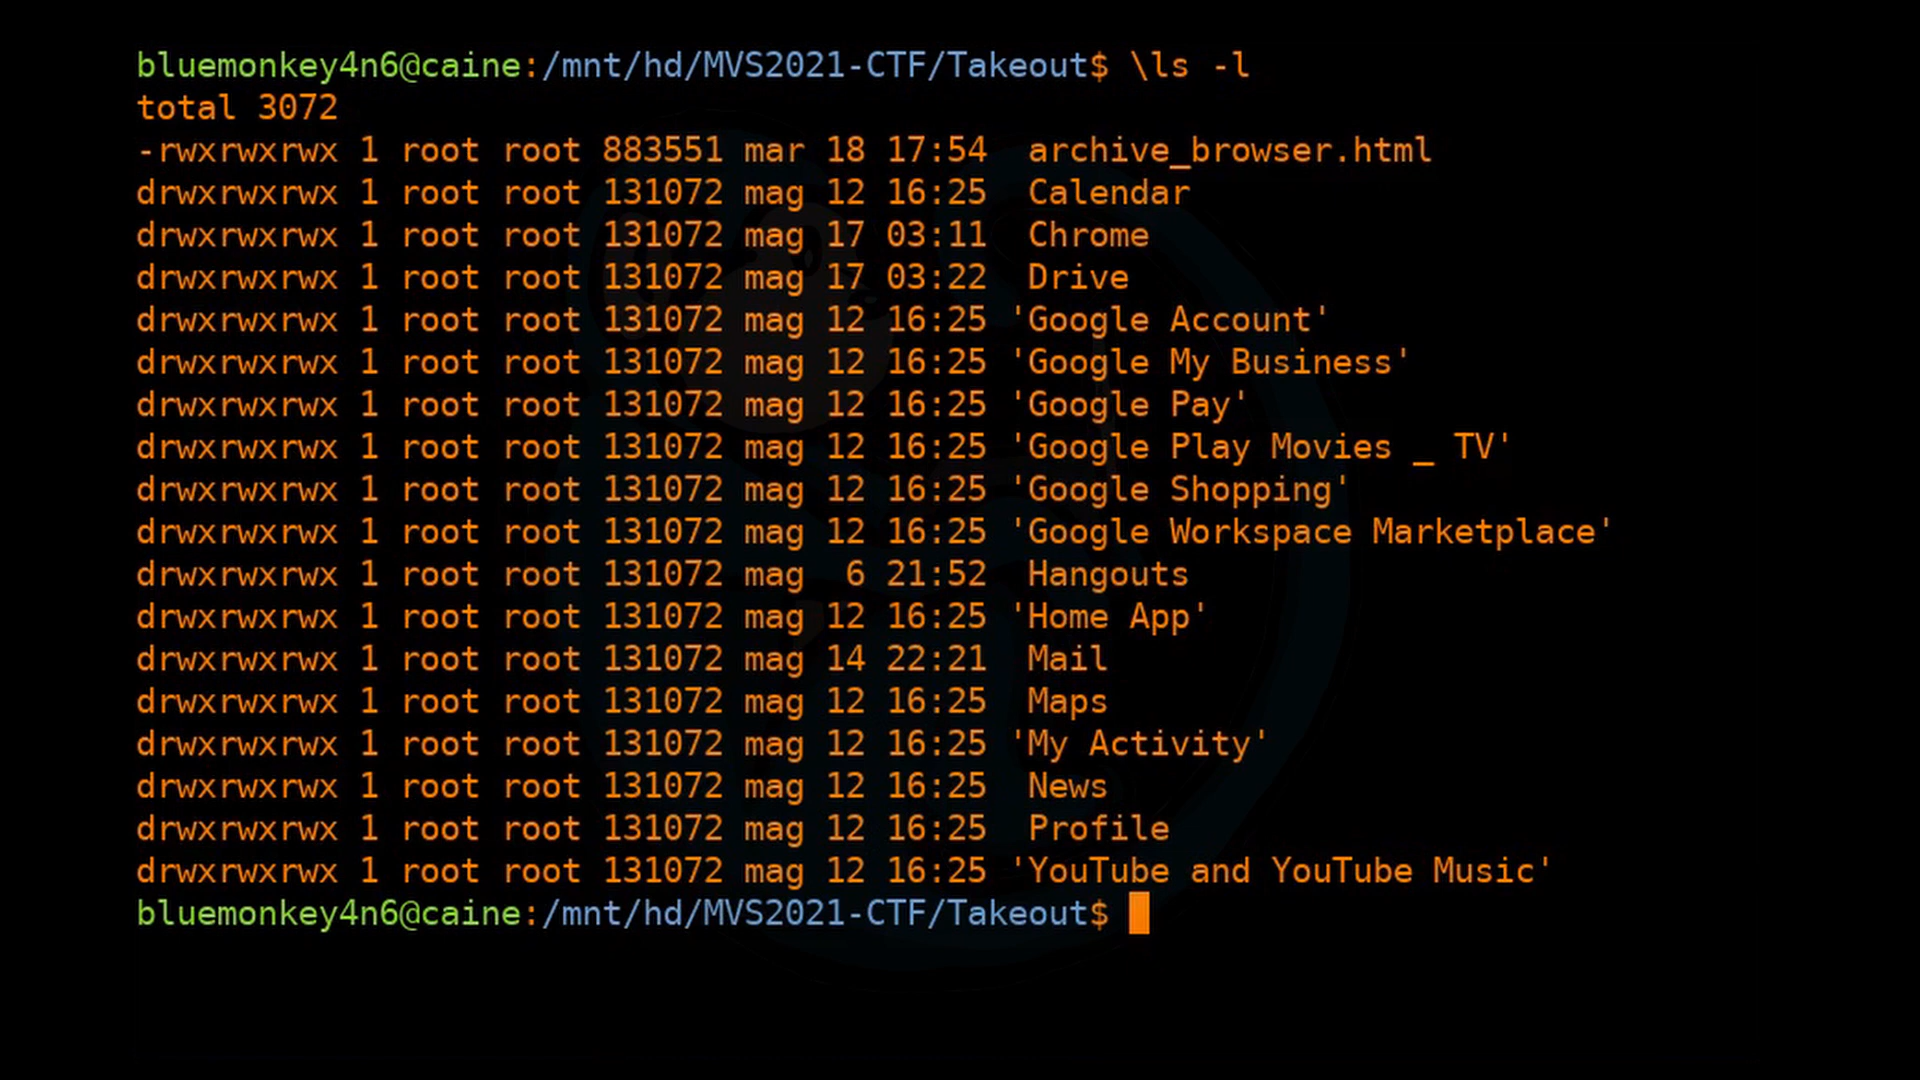 bluemonkey4n6@caine:/mnt/hd/MVS2021-CTF/Takeout$ \ls -l
total 3072
-rwxrwxrwx 1 root root 883551 mar 18 17:54  archive_browser.html
drwxrwxrwx 1 root root 131072 mag 12 16:25  Calendar
drwxrwxrwx 1 root root 131072 mag 17 03:11  Chrome
drwxrwxrwx 1 root root 131072 mag 17 03:22  Drive
drwxrwxrwx 1 root root 131072 mag 12 16:25 'Google Account'
drwxrwxrwx 1 root root 131072 mag 12 16:25 'Google My Business'
drwxrwxrwx 1 root root 131072 mag 12 16:25 'Google Pay'
drwxrwxrwx 1 root root 131072 mag 12 16:25 'Google Play Movies _ TV'
drwxrwxrwx 1 root root 131072 mag 12 16:25 'Google Shopping'
drwxrwxrwx 1 root root 131072 mag 12 16:25 'Google Workspace Marketplace'
drwxrwxrwx 1 root root 131072 mag  6 21:52  Hangouts
drwxrwxrwx 1 root root 131072 mag 12 16:25 'Home App'
drwxrwxrwx 1 root root 131072 mag 14 22:21  Mail
drwxrwxrwx 1 root root 131072 mag 12 16:25  Maps
drwxrwxrwx 1 root root 131072 mag 12 16:25 'My Activity'
drwxrwxrwx 1 root root 131072 mag 12 16:25  News
drwxrwxrwx 1 root root 131072 mag 12 16:25  Profile
drwxrwxrwx 1 root root 131072 mag 12 16:25 'YouTube and YouTube Music'
bluemonkey4n6@caine:/mnt/hd/MVS2021-CTF/Takeout$